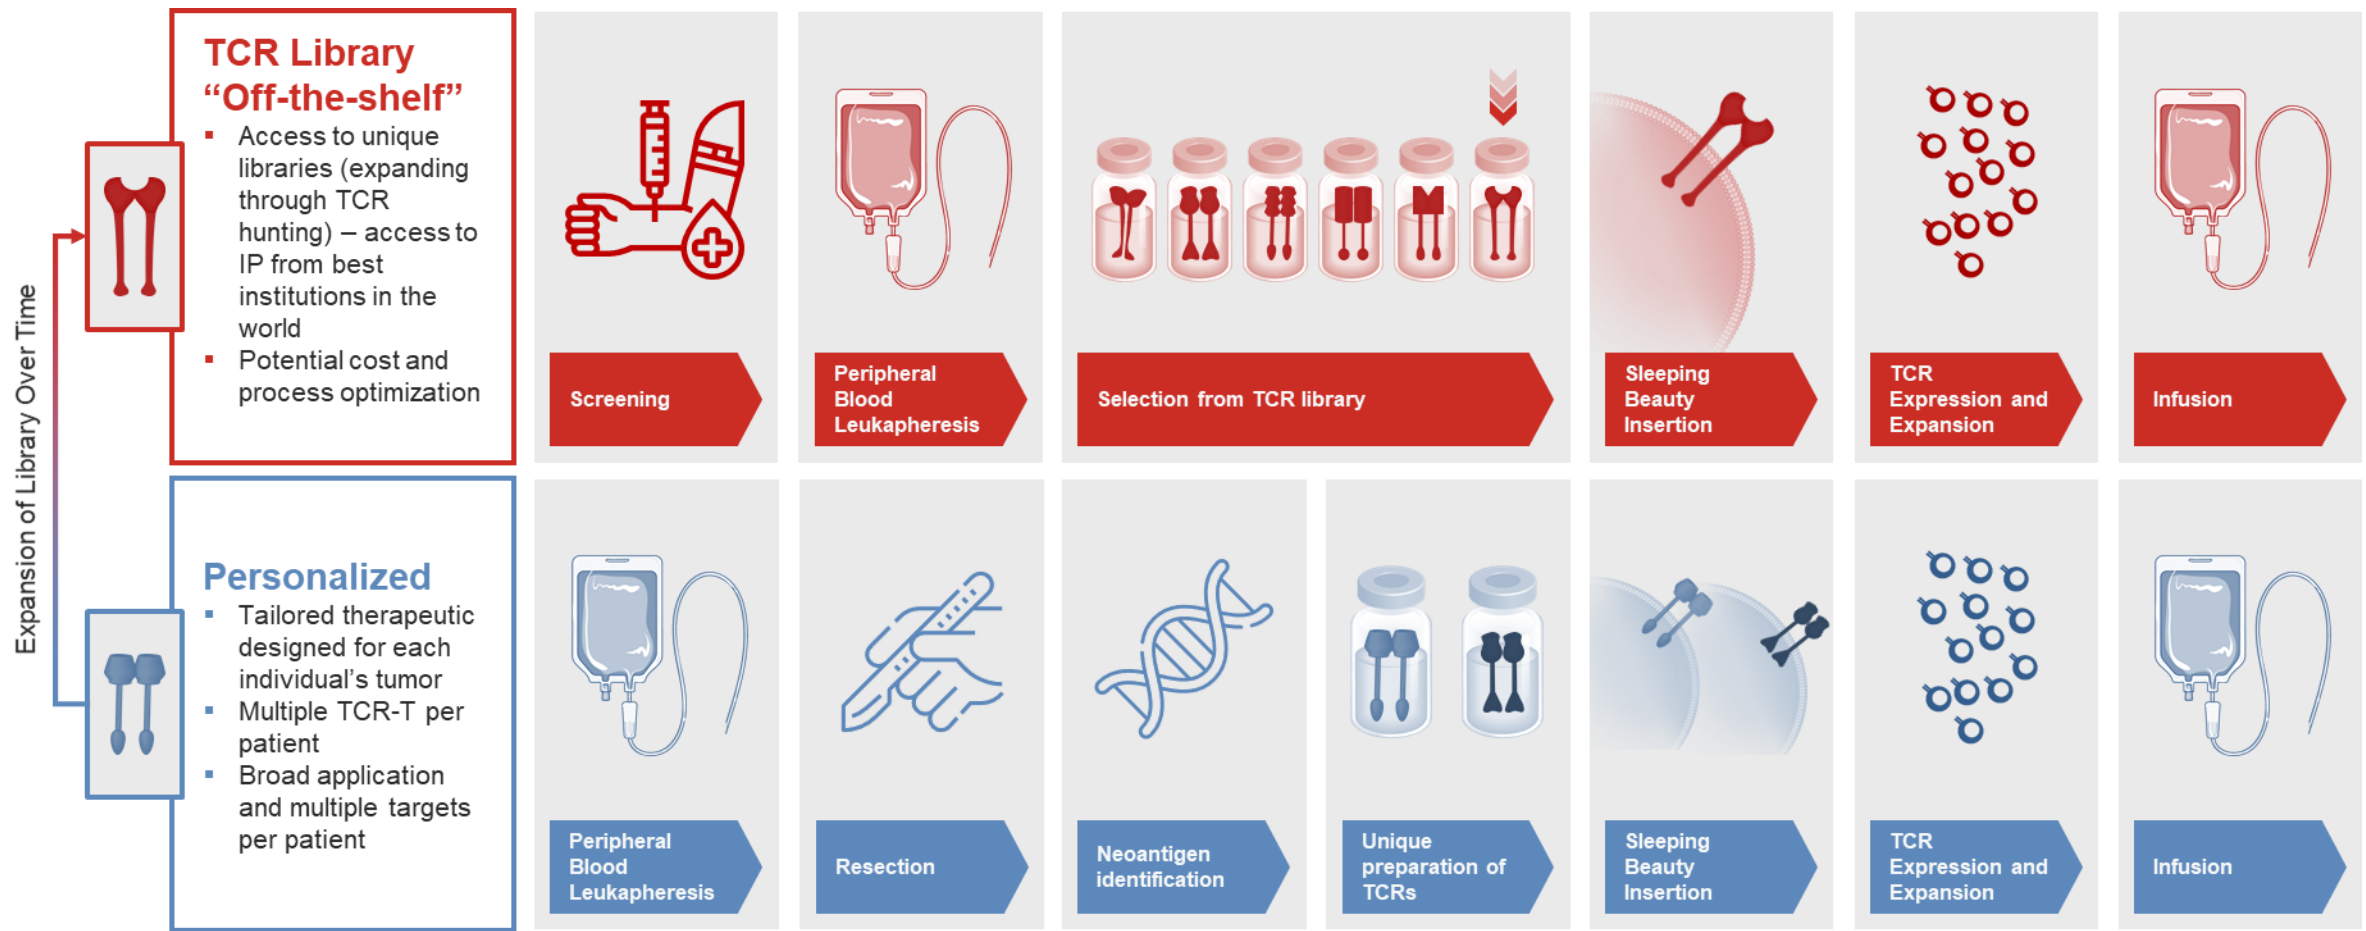 Expansion of Library Over Time
TCR Library
“Off-the-shelf”
▪ Access to unique
libraries (expanding
through TCR
hunting) – access to
IP from best
institutions in the
world
▪ Potential cost and
process optimization
Screening
Peripheral
Blood
Leukapheresis
Selection from TCR library
Sleeping
Beauty
Insertion
TCR
Expression and
Expansion
Infusion
Personalized
▪ Tailored therapeutic
designed for each
individual’s tumor
▪ Multiple TCR-T per
patient
▪ Broad application
and multiple targets
per patient
Peripheral
Blood
Leukapheresis
Resection
Neoantigen
identification
Unique
preparation of
TCRs
Sleeping
Beauty
Insertion
TCR
Expression and
Expansion
Infusion